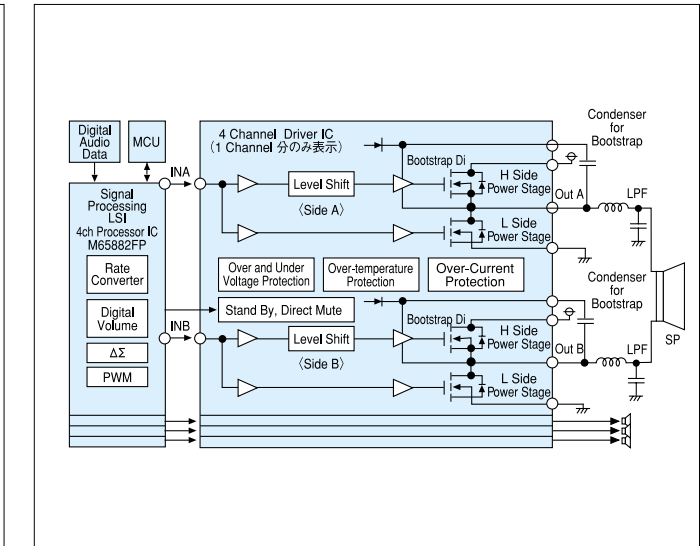 Digital
Audio
Data
MCU
4 Channel Driver IC
(1 Channel 分のみ表示)
Condenser
for
Bootstrap
INA
Bootstrap Di
Signal
Processing
LSI
4ch Processor IC
M65882FP
Level Shift
H Side
Power Stage
Out A
LPF
〈Side A〉
L Side
Power Stage
Rate
Converter
Over and Under
Voltage Protection
Over-temperature
Protection
Over-Current
Protection
Condenser
for
Bootstrap
Digital
Volume
Stand By, Direct Mute
SP
INB
Bootstrap Di
Level Shift
H Side
Power Stage
Out B
LPF
〈Side B〉
ΔΣ
PWM
L Side
Power Stage